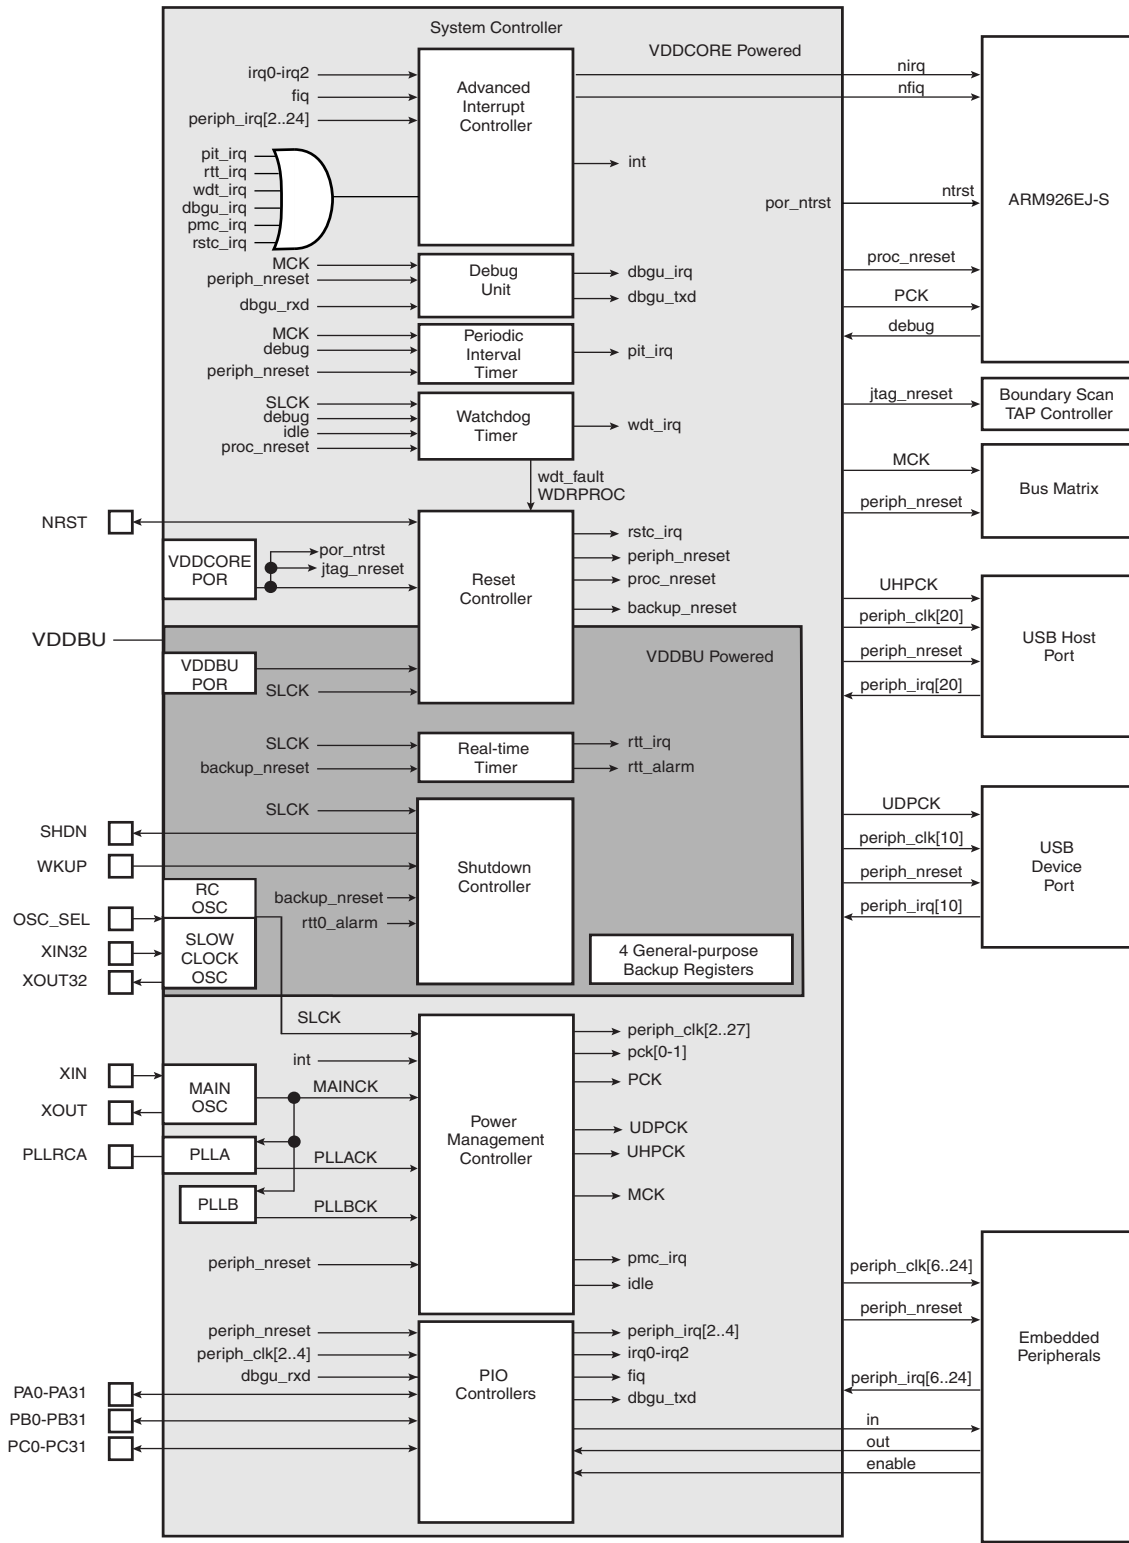 System Controller
VDDCORE Powered
irq0-irq2
fiq
periph_irq[2..24]
Advanced
Interrupt
Controller
nirq
nfiq
int
pit_irq
rtt_irq
wdt_irq
dbgu_irq
pmc_irq
rstc_irq
por_ntrst
ntrst
ARM926EJ-S
proc_nreset
PCK
debug
MCK
periph_nreset
dbgu_rxd
Debug
Unit
dbgu_irq
dbgu_txd
MCK
debug
periph_nreset
Periodic
Interval
Timer
pit_irq
SLCK
debug
idle
proc_nreset
Watchdog
Timer
wdt_irq
jtag_nreset
Boundary Scan
TAP Controller
wdt_fault
WDRPROC
MCK
periph_nreset
Bus Matrix
NRST
VDDCORE
POR
por_ntrst
jtag_nreset
Reset
Controller
rstc_irq
periph_nreset
proc_nreset
backup_nreset
UHPCK
periph_clk[20]
periph_nreset
periph_irq[20]
USB Host
Port
VDDBU
VDDBU Powered
VDDBU
POR
SLCK
SLCK
backup_nreset
Real-time
Timer
rtt_irq
rtt_alarm
SLCK
SHDN
WKUP
Shutdown
Controller
backup_nreset
rtt0_alarm
UDPCK
periph_clk[10]
periph_nreset
periph_irq[10]
USB
Device
Port
RC
OSC
OSC_SEL
XIN32
XOUT32
SLOW
CLOCK
OSC
4 General-purpose
Backup Registers
SLCK
int
XIN
XOUT
MAIN
OSC
MAINCK
PLLRCA
PLLA
PLLACK
PLLB
PLLBCK
periph_nreset
Power
Management
Controller
periph_clk[2..27]
pck[0-1]
PCK
UDPCK
UHPCK
MCK
pmc_irq
idle
periph_nreset
periph_clk[2..4]
dbgu_rxd
PA0-PA31
PB0-PB31
PC0-PC31
PIO
Controllers
periph_irq[2..4]
irq0-irq2
fiq
dbgu_txd
periph_clk[6..24]
periph_nreset
periph_irq[6..24]
in
out
enable
Embedded
Peripherals